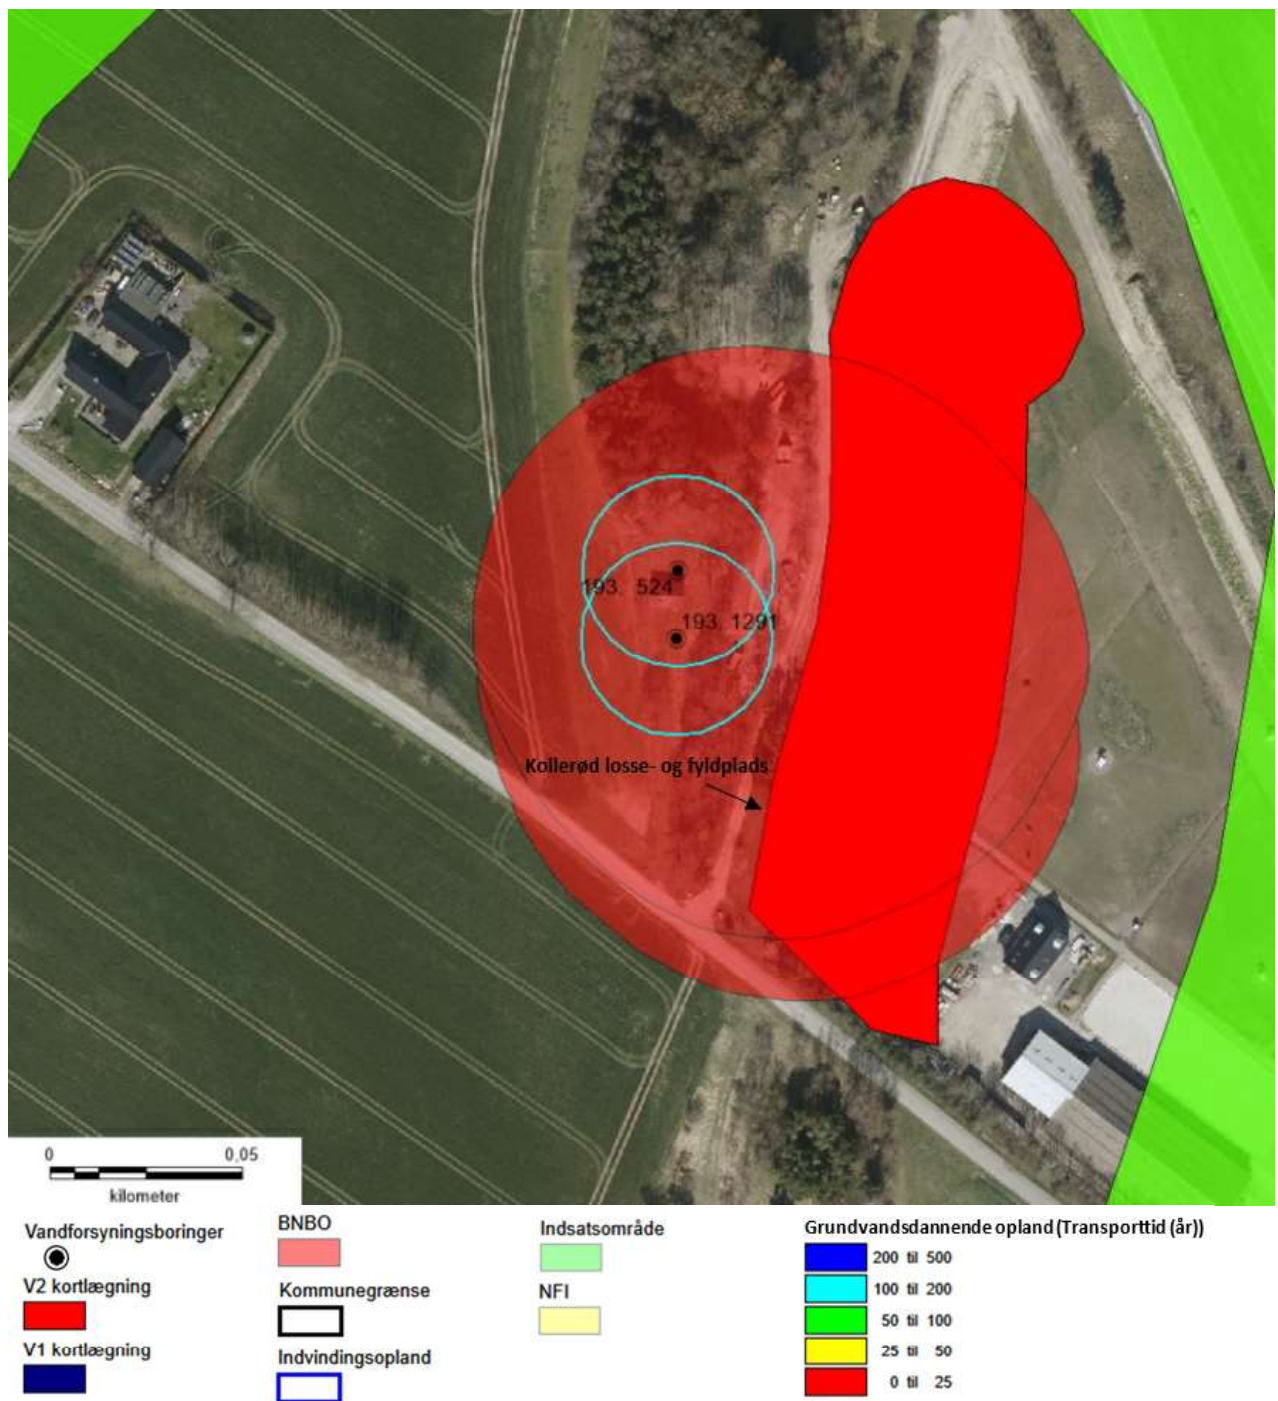 193. 524
193. 1291
Kollerød losse- og fyldplads
0 0,05
kilometer
Vandforsyningsboringer
V2 kortlægning
V1 kortlægning
BNBO
Kommunegrænse
Indvindingsopland
Indsatsområde
NFI
Grundvandsdannende opland (Transporttid (år))
200 til 500
100 til 200
50 til 100
25 til 50
0 til 25